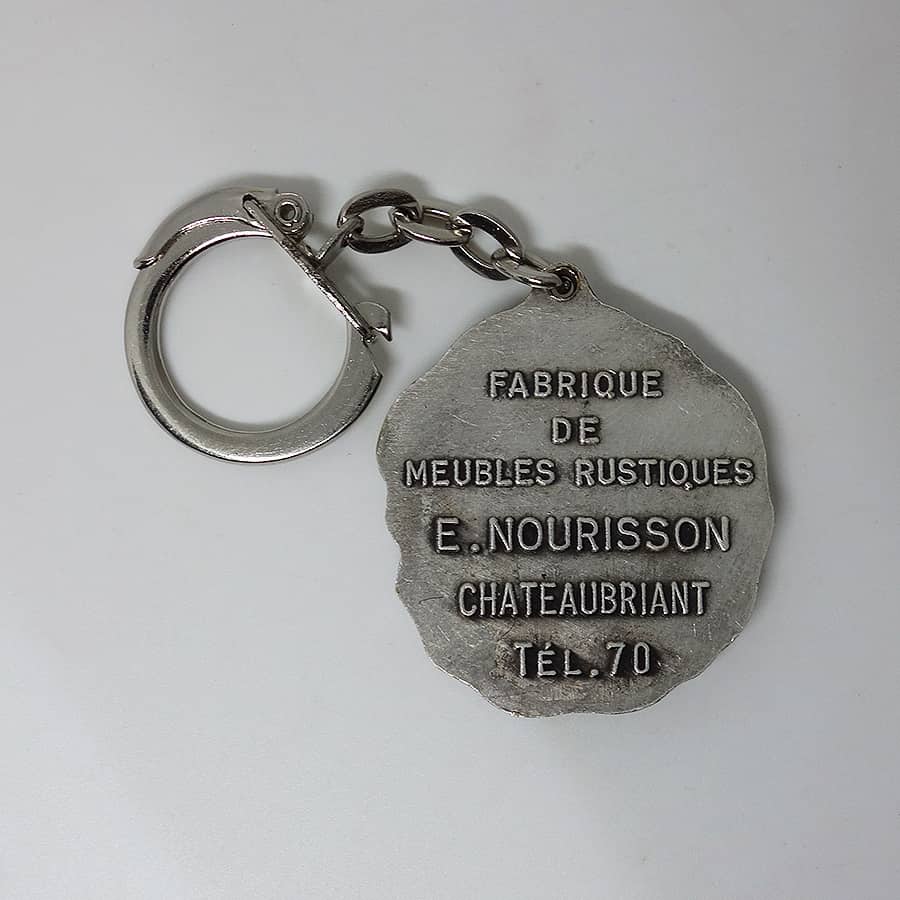 FABRIQUE
DE
MEUBLES RUSTIQUES
E. NOURISSON
CHATEAUBRIANT
TÉL. 70